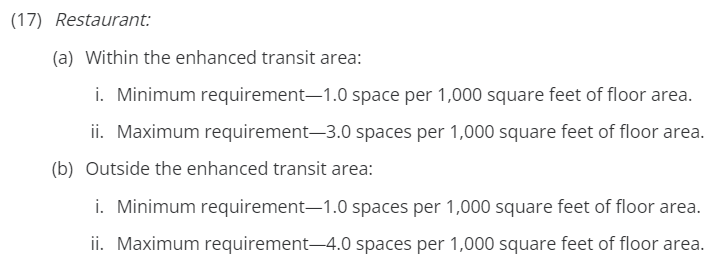 (17) Restaurant:
(a) Within the enhanced transit area:
i. Minimum requirement—1.0 space per 1,000 square feet of floor area.
ii. Maximum requirement—3.0 spaces per 1,000 square feet of floor area.
(b) Outside the enhanced transit area:
i. Minimum requirement—1.0 spaces per 1,000 square feet of floor area.
ii. Maximum requirement—4.0 spaces per 1,000 square feet of floor area.